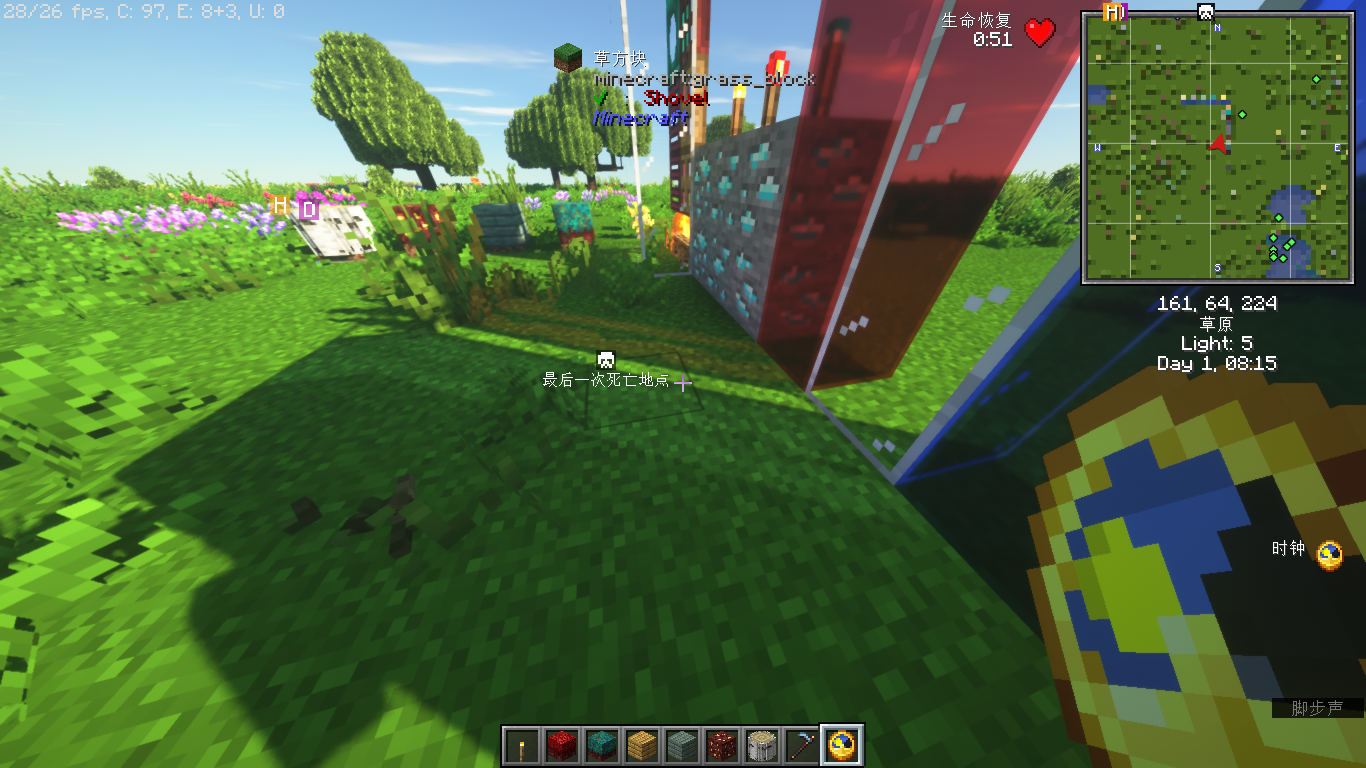 28/26 fps, C: 97, E: 8+3, U: 0
草方块
minecraft:grass_block
✓ : Shovel
Minecraft
生命恢复
0:51
H
N
W
E
S
161, 64, 224
草原
Light: 5
Day 1, 08:15
H
D
最后一次死亡地点
时钟
脚步声